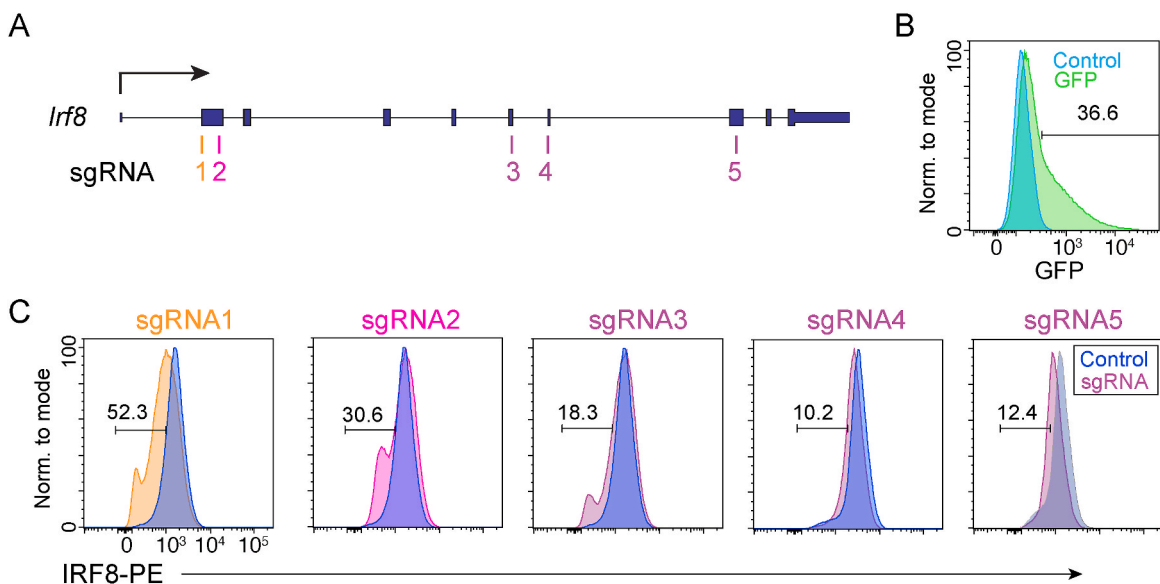 A
Irf8
sgRNA
1 2 3 4 5
B
Norm. to mode
100
0
Control
GFP
36.6
0 10³ 10⁴
GFP
C
sgRNA1 sgRNA2 sgRNA3 sgRNA4 sgRNA5
Norm. to mode
100
0
52.3 30.6 18.3 10.2 12.4
Control
sgRNA
0 10³ 10⁴ 10⁵
IRF8-PE